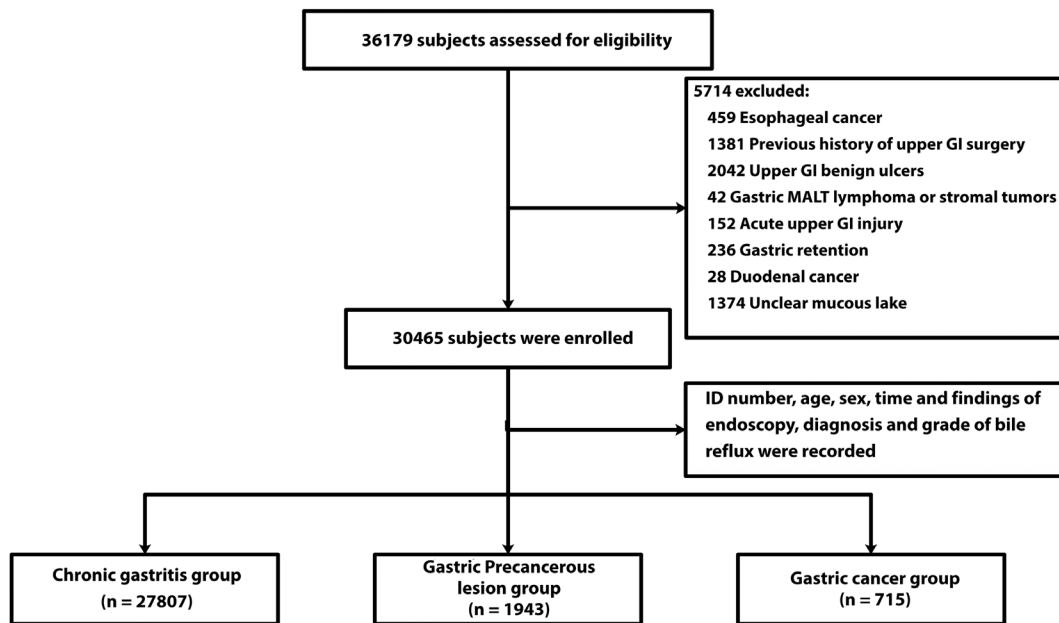 36179 subjects assessed for eligibility
5714 excluded:
459 Esophageal cancer
1381 Previous history of upper GI surgery
2042 Upper GI benign ulcers
42 Gastric MALT lymphoma or stromal tumors
152 Acute upper GI injury
236 Gastric retention
28 Duodenal cancer
1374 Unclear mucous lake
30465 subjects were enrolled
ID number, age, sex, time and findings of
endoscopy, diagnosis and grade of bile
reflux were recorded
Chronic gastritis group
(n = 27807)
Gastric Precancerous
lesion group
(n = 1943)
Gastric cancer group
(n = 715)